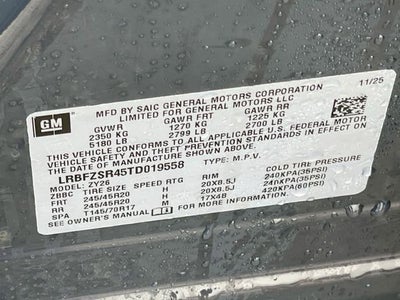 GM
MFD BY SAIC GENERAL MOTORS CORPORATION
LIMITED FOR GENERAL MOTORS LLC
11/25
GVWR GAWR FRT GAWR RR
2350 KG 1270 KG 1225 KG
5180 LB 2799 LB 2700 LB
THIS VEHICLE CONFORMS TO ALL APPLICABLE U.S. FEDERAL
MOTOR VEHICLE SAFETY, BUMPER, AND THEFT PREVENTION
STANDARDS IN EFFECT ON THE
DATE OF MANUFACTURE SHOWN ABOVE.
LRBFZSR45TD019558 TYPE: M.P.V.
ZY26
ZIBC TIRE SIZE SPEED RTG RIM COLD TIRE PRESSURE
FRT 245/45R20 H 20X8.5J 240KPA(35PSI)
RR 245/45R20 H 20X8.5J 240KPA(35PSI)
SPA T145/70R17 M 17X4B 420KPA(60PSI)
SEE OWNER'S MANUAL FOR ADDITIONAL INFORMATION